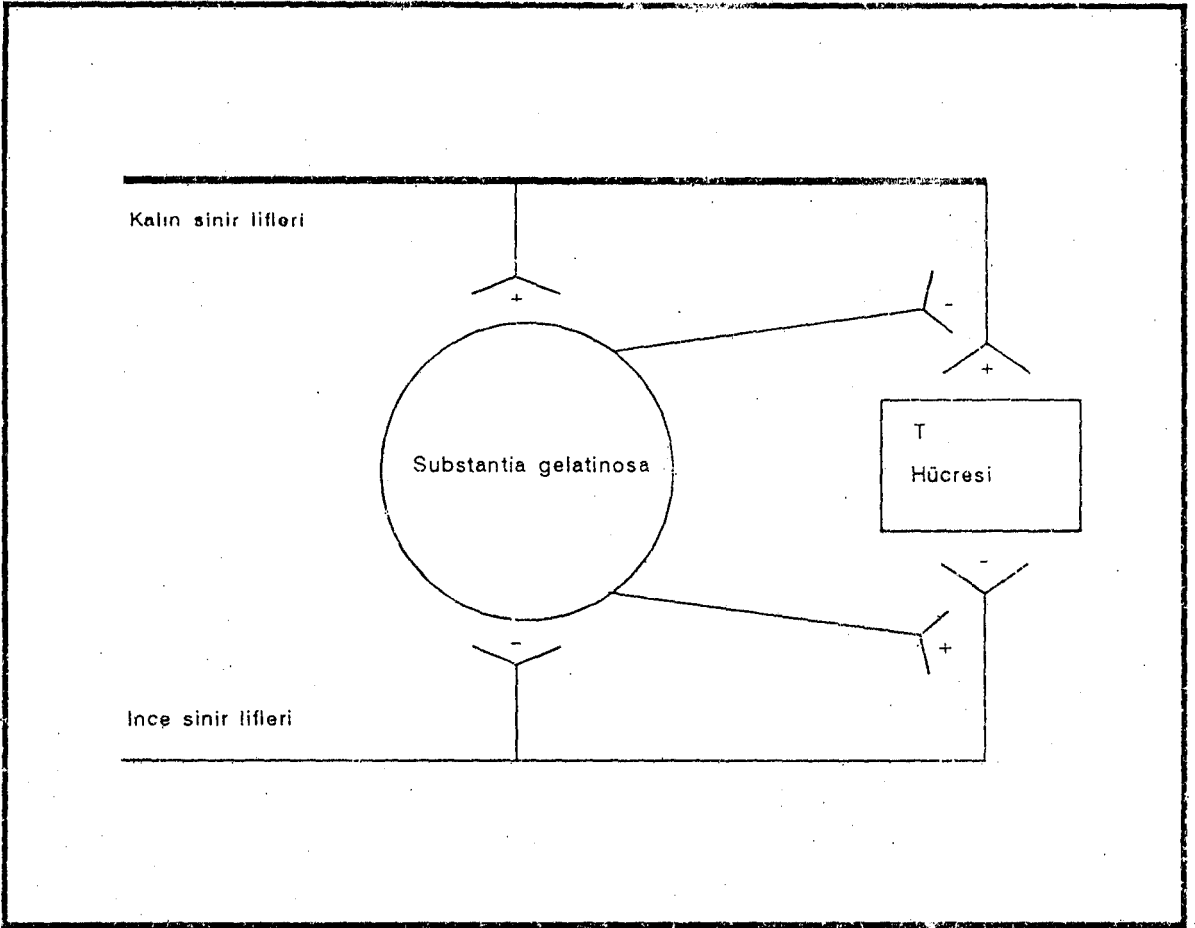 Kalın sinir lifleri
+
-
+
Substantia gelatinosa
T
Hücresi
-
-
+
Ince sinir lifleri